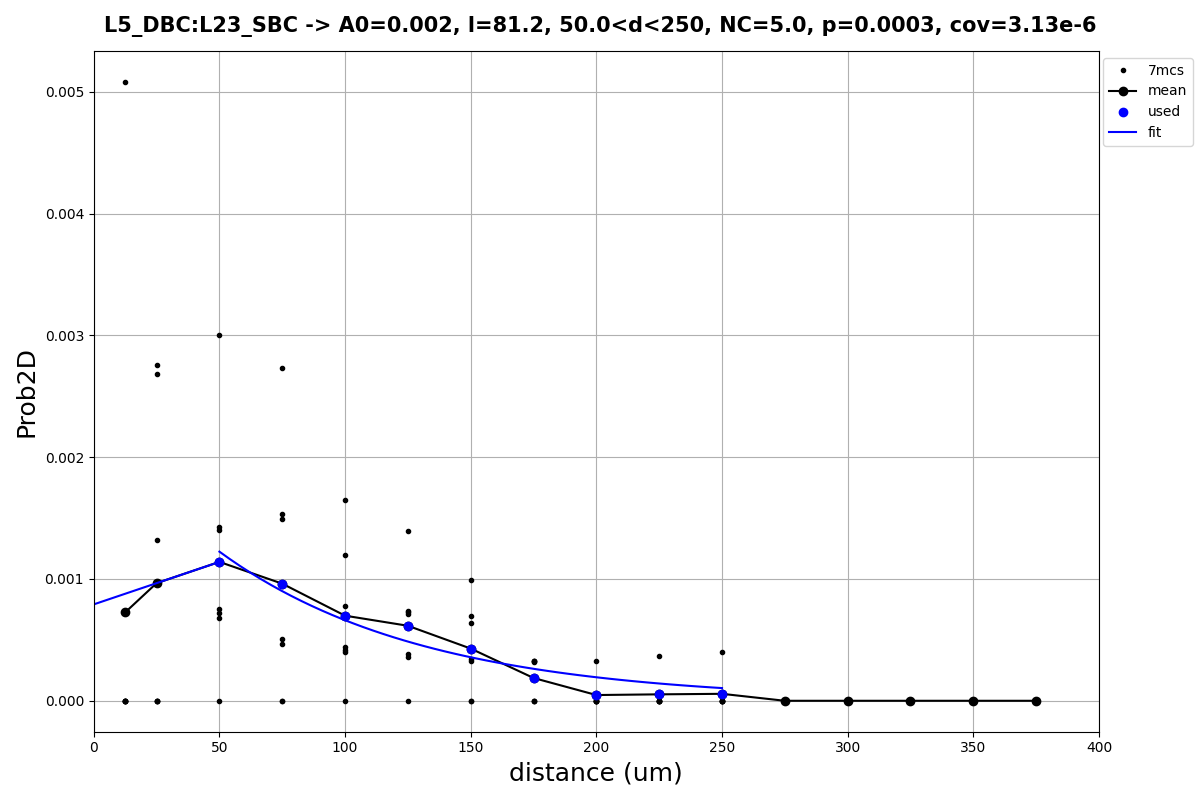 L5_DBC:L23_SBC -> A0=0.002, l=81.2, 50.0<d<250, NC=5.0, p=0.0003, cov=3.13e-6
7mcs
mean
used
fit
0.005
0.004
0.003
0.002
0.001
0.000
Prob2D
0 50 100 150 200 250 300 350 400
distance (um)